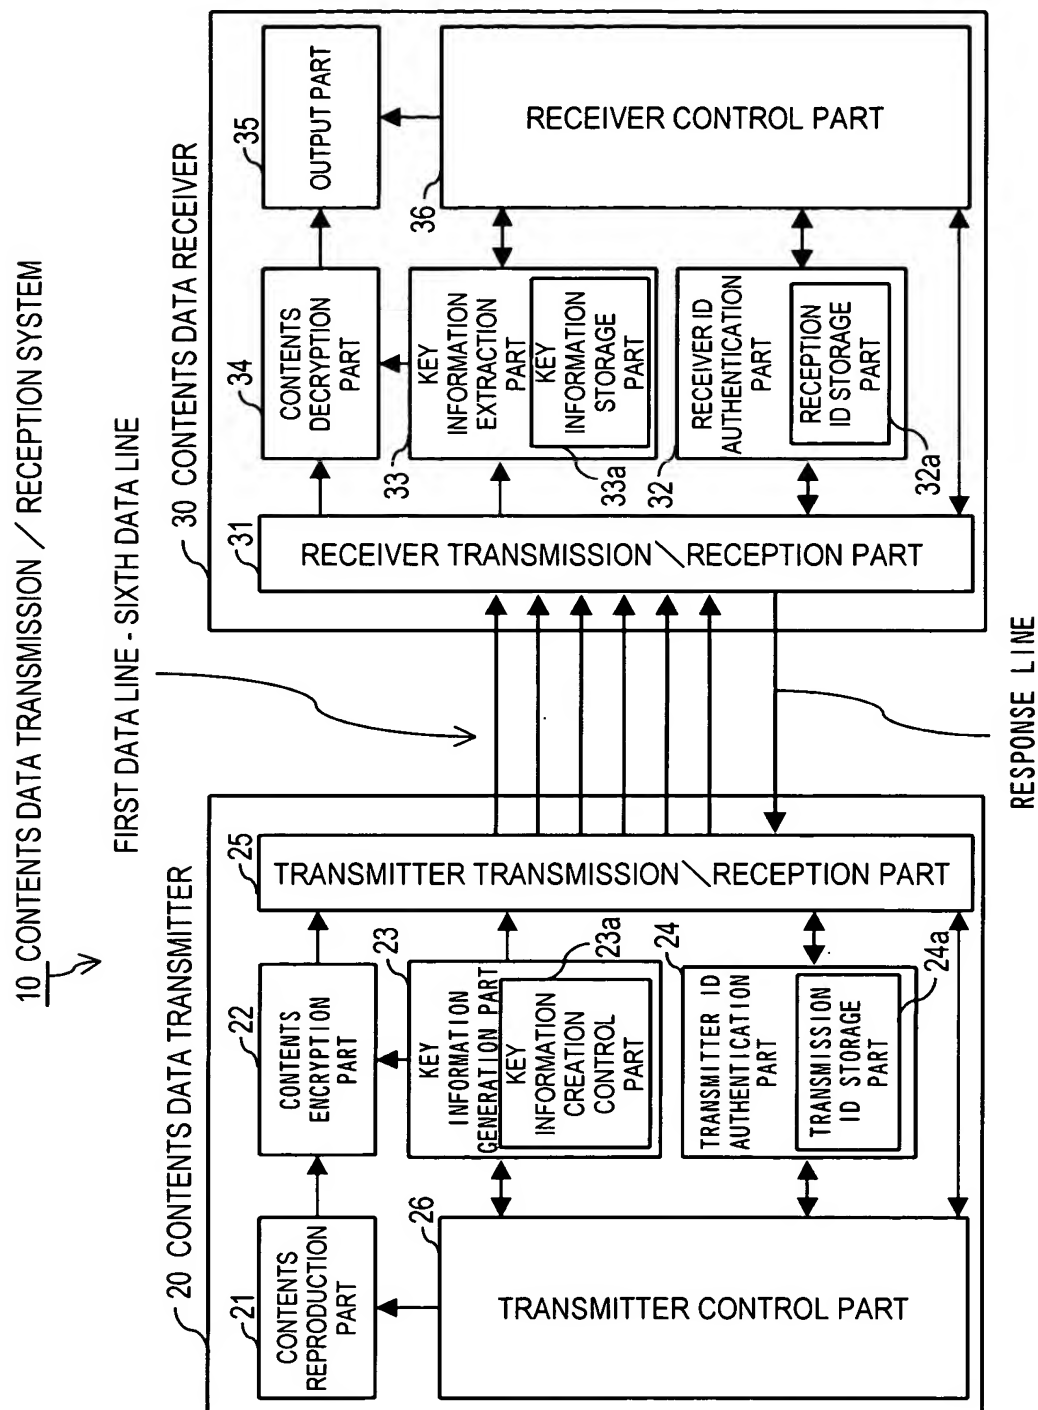 10 CONTENTS DATA TRANSMISSION / RECEPTION SYSTEM
FIRST DATA LINE - SIXTH DATA LINE
20 CONTENTS DATA TRANSMITTER
21
CONTENTS
REPRODUCTION
PART
22
CONTENTS
ENCRYPTION
PART
23
KEY
INFORMATION
GENERATION PART
23a
KEY
INFORMATION
CREATION
CONTROL
PART
24
TRANSMITTER ID
AUTHENTICATION
PART
24a
TRANSMISSION
ID STORAGE
PART
25
TRANSMITTER TRANSMISSION\RECEPTION PART
26
TRANSMITTER CONTROL PART
30 CONTENTS DATA RECEIVER
31
RECEIVER TRANSMISSION\RECEPTION PART
34
CONTENTS
DECRYPTION
PART
35
OUTPUT PART
33
KEY
INFORMATION
EXTRACTION
PART
33a
KEY
INFORMATION
STORAGE
PART
32
RECEIVER ID
AUTHENTICATION
PART
32a
RECEPTION
ID STORAGE
PART
36
RECEIVER CONTROL PART
RESPONSE LINE